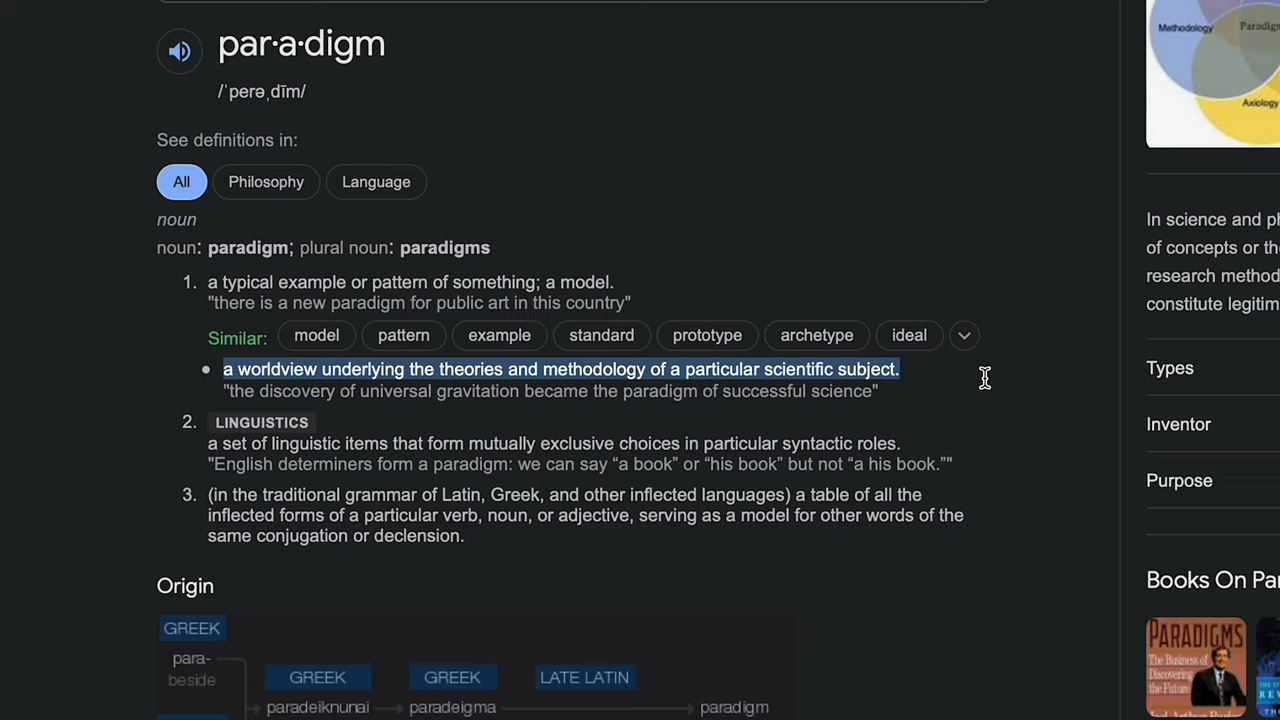 par·a·digm
/ˈperəˌdīm/
See definitions in:
All
Philosophy
Language
noun
noun: paradigm; plural noun: paradigms
1. a typical example or pattern of something; a model.
"there is a new paradigm for public art in this country"
Similar: model pattern example standard prototype archetype ideal
• a worldview underlying the theories and methodology of a particular scientific subject.
"the discovery of universal gravitation became the paradigm of successful science"
2. LINGUISTICS
a set of linguistic items that form mutually exclusive choices in particular syntactic roles.
"English determiners form a paradigm: we can say “a book” or “his book” but not “a his book.”"
3. (in the traditional grammar of Latin, Greek, and other inflected languages) a table of all the
inflected forms of a particular verb, noun, or adjective, serving as a model for other words of the
same conjugation or declension.
Origin
GREEK
para-
beside
GREEK
GREEK
LATE LATIN
paradeiknunai
paradeigma
paradigm
Methodology
Paradigm
Axiology
In science and
of concepts or
research method
constitute
Types
Inventor
Purpose
Books On
PARADIGMS
The Business of
Discovering
the Future